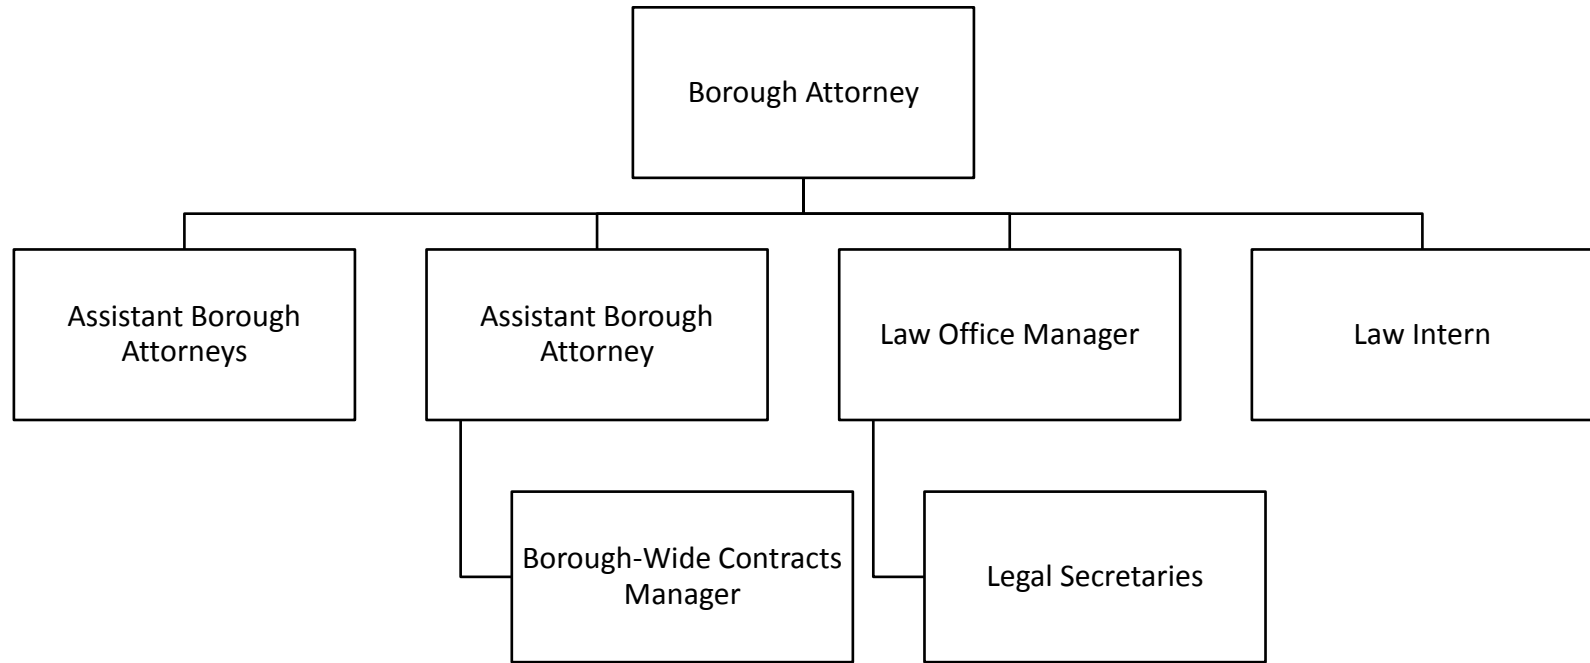 Borough Attorney
Assistant Borough
Attorneys
Assistant Borough
Attorney
Law Office Manager
Law Intern
Borough-Wide Contracts
Manager
Legal Secretaries